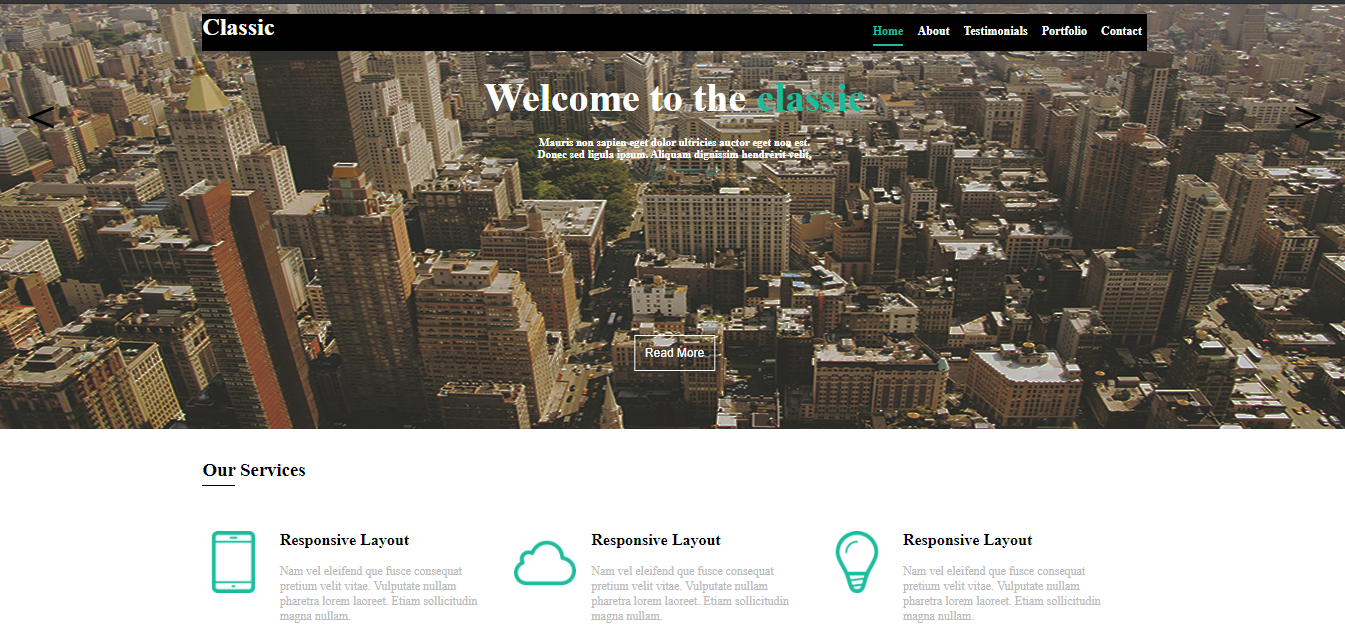 Classic
Home About Testimonials Portfolio Contact
<
>
Welcome to the classic
Mauris non sapien eget dolor ultricies auctor eget non est.
Donec sed ligula ipsum. Aliquam dignissim hendrerit velit,
Read More
Our Services
Responsive Layout
Nam vel eleifend que fusce consequat
pretium velit vitae. Vulputate nullam
pharetra lorem laoreet. Etiam sollicitudin
magna nullam.
Responsive Layout
Nam vel eleifend que fusce consequat
pretium velit vitae. Vulputate nullam
pharetra lorem laoreet. Etiam sollicitudin
magna nullam.
Responsive Layout
Nam vel eleifend que fusce consequat
pretium velit vitae. Vulputate nullam
pharetra lorem laoreet. Etiam sollicitudin
magna nullam.